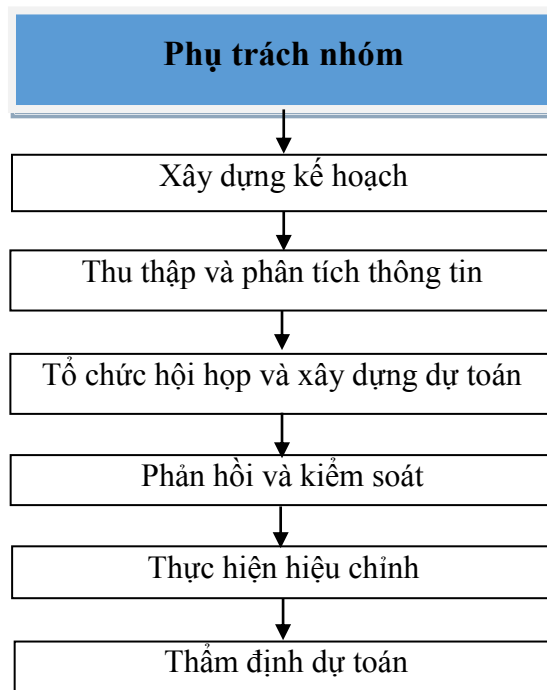 Phụ trách nhóm
Xây dựng kế hoạch
Thu thập và phân tích thông tin
Tổ chức hội họp và xây dựng dự toán
Phản hồi và kiểm soát
Thực hiện hiệu chỉnh
Thẩm định dự toán